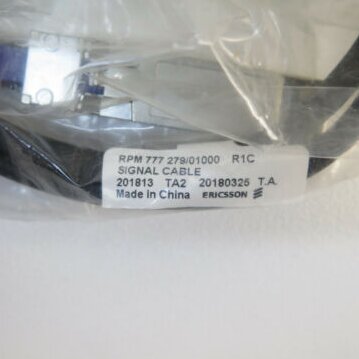 RPM 777 279/01000 R1C
SIGNAL CABLE
201813 TA2 20180325 T.A.
Made in China ERICSSON